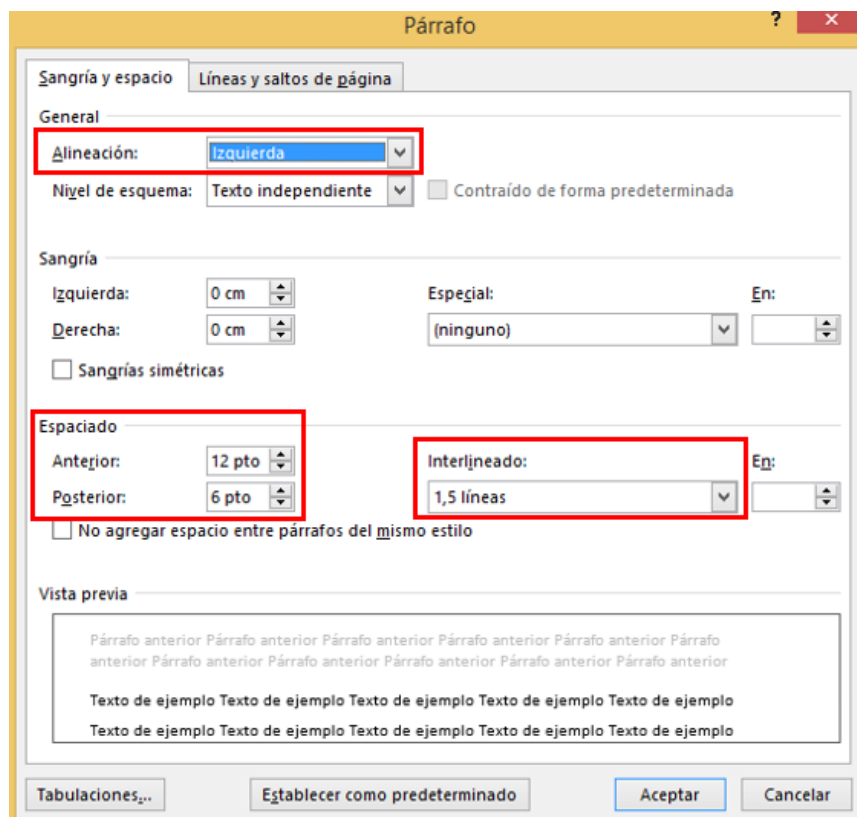 Párrafo
?
Sangría y espacio Líneas y saltos de página
General
Alineación: Izquierda
Nivel de esquema: Texto independiente Contraído de forma predeterminada
Sangría
Izquierda: 0 cm Especial: En:
Derecha: 0 cm (ninguno)
Sangrías simétricas
Espaciado
Anterior: 12 pto Interlineado: En:
Posterior: 6 pto 1,5 líneas
No agregar espacio entre párrafos del mismo estilo
Vista previa
Párrafo anterior Párrafo anterior Párrafo anterior Párrafo anterior Párrafo anterior Párrafo
anterior Párrafo anterior Párrafo anterior Párrafo anterior Párrafo anterior Párrafo anterior
Texto de ejemplo Texto de ejemplo Texto de ejemplo Texto de ejemplo Texto de ejemplo
Texto de ejemplo Texto de ejemplo Texto de ejemplo Texto de ejemplo Texto de ejemplo
Tabulaciones... Establecer como predeterminado Aceptar Cancelar